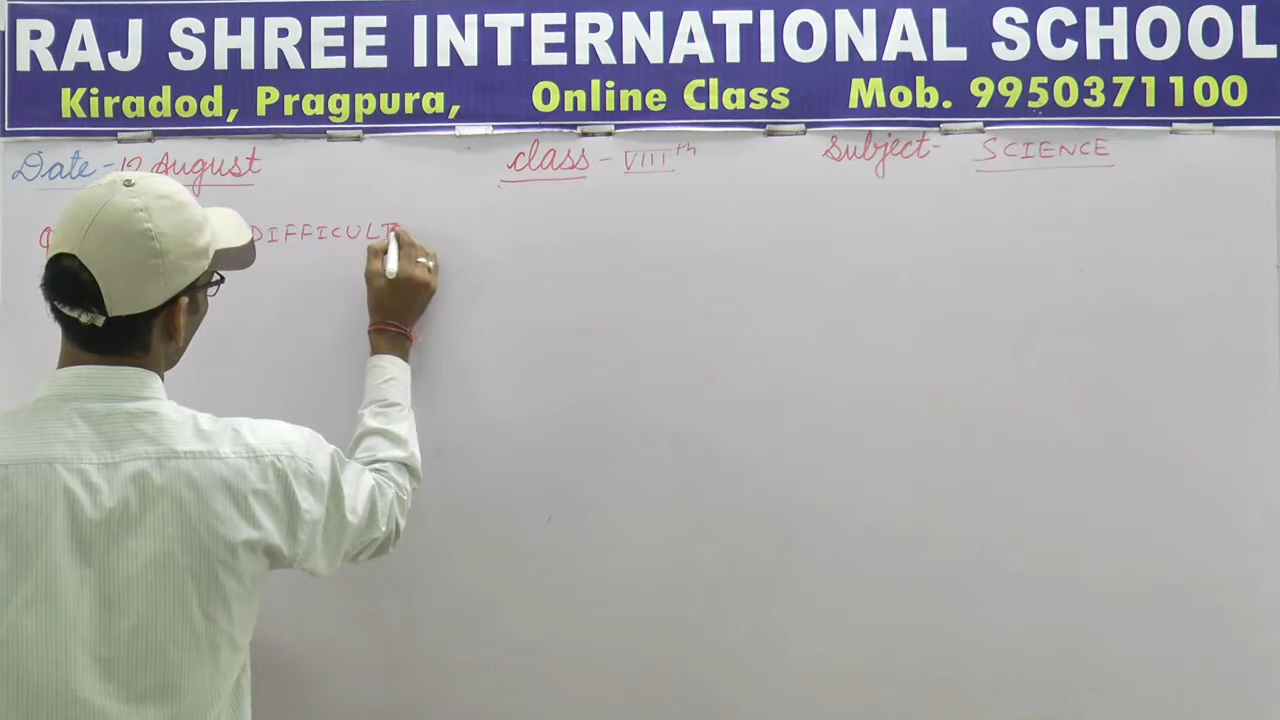 RAJ SHREE INTERNATIONAL SCHOOL
Kiradod, Pragpura, Online Class Mob. 9950371100
Date - 12 August class - VIIIth Subject - SCIENCE
DIFFICULT